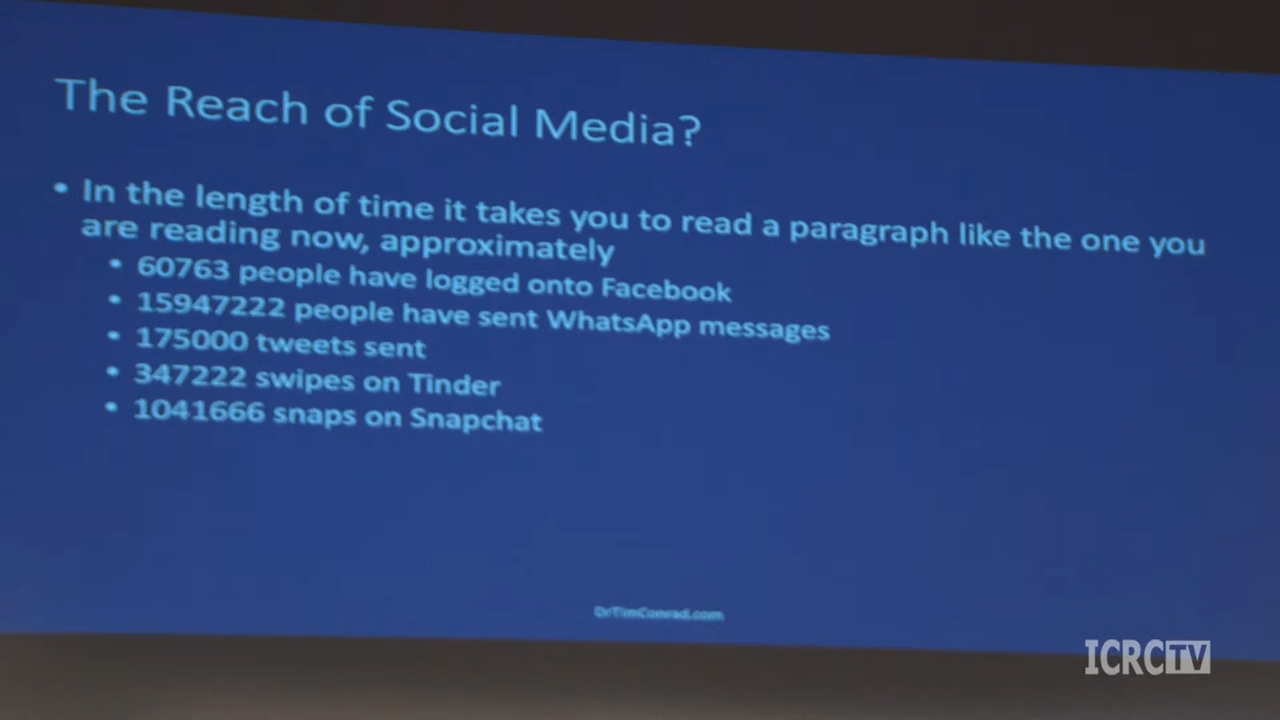 The Reach of Social Media?
• In the length of time it takes you to read a paragraph like the one you
are reading now, approximately
• 60763 people have logged onto Facebook
• 15947222 people have sent WhatsApp messages
• 175000 tweets sent
• 347222 swipes on Tinder
• 1041666 snaps on Snapchat
DrTimConrad.com
ICRCTV